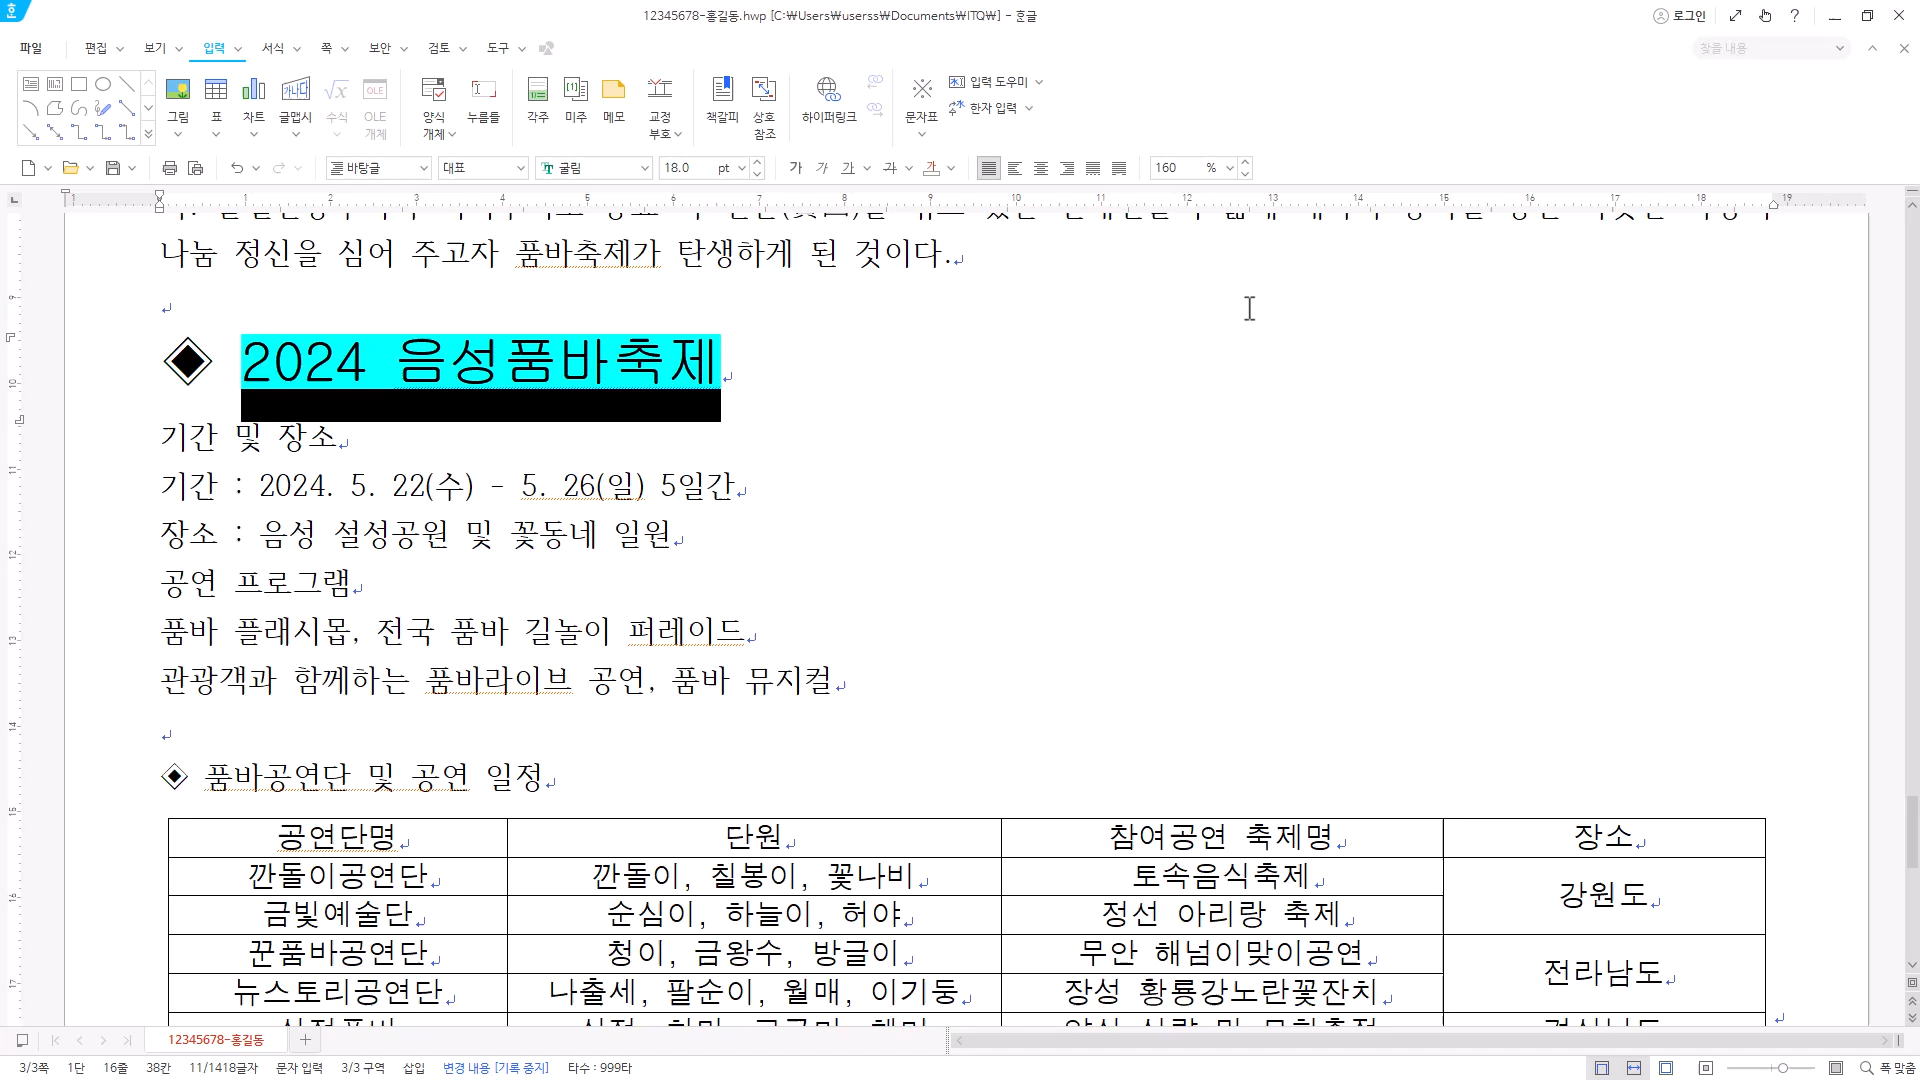 12345678-홍길동.hwp [C:₩Users₩userss₩Documents₩ITQ₩] - 훈글
로그인
파일 편집 보기 입력 서식 쪽 보안 검토 도구
찾을 내용
그림 표 차트 글맵시 수식 OLE 개체 양식 개체 누름틀 각주 미주 메모 교정 부호 책갈피 상호 참조 하이퍼링크 문자표
입력 도우미
한자 입력
바탕글 대표 굴림 18.0 pt 가 가 가 가 가 160 %
나눔 정신을 심어 주고자 품바축제가 탄생하게 된 것이다.
◈ 2024 음성품바축제
기간 및 장소
기간 : 2024. 5. 22(수) - 5. 26(일) 5일간
장소 : 음성 설성공원 및 꽃동네 일원
공연 프로그램
품바 플래시몹, 전국 품바 길놀이 퍼레이드
관광객과 함께하는 품바라이브 공연, 품바 뮤지컬
◈ 품바공연단 및 공연 일정
공연단명 단원 참여공연 축제명 장소
깐돌이공연단 깐돌이, 칠봉이, 꽃나비 토속음식축제 강원도
금빛예술단 순심이, 하늘이, 허야 정선 아리랑 축제
꾼품바공연단 청이, 금왕수, 방글이 무안 해넘이맞이공연 전라남도
뉴스토리공연단 나출세, 팔순이, 월매, 이기둥 장성 황룡강노란꽃잔치
12345678-홍길동
3/3쪽 1단 16줄 38칸 11/1418글자 문자 입력 3/3 구역 삽입 변경 내용 [기록 중지] 타수 : 999타
폭 맞춤